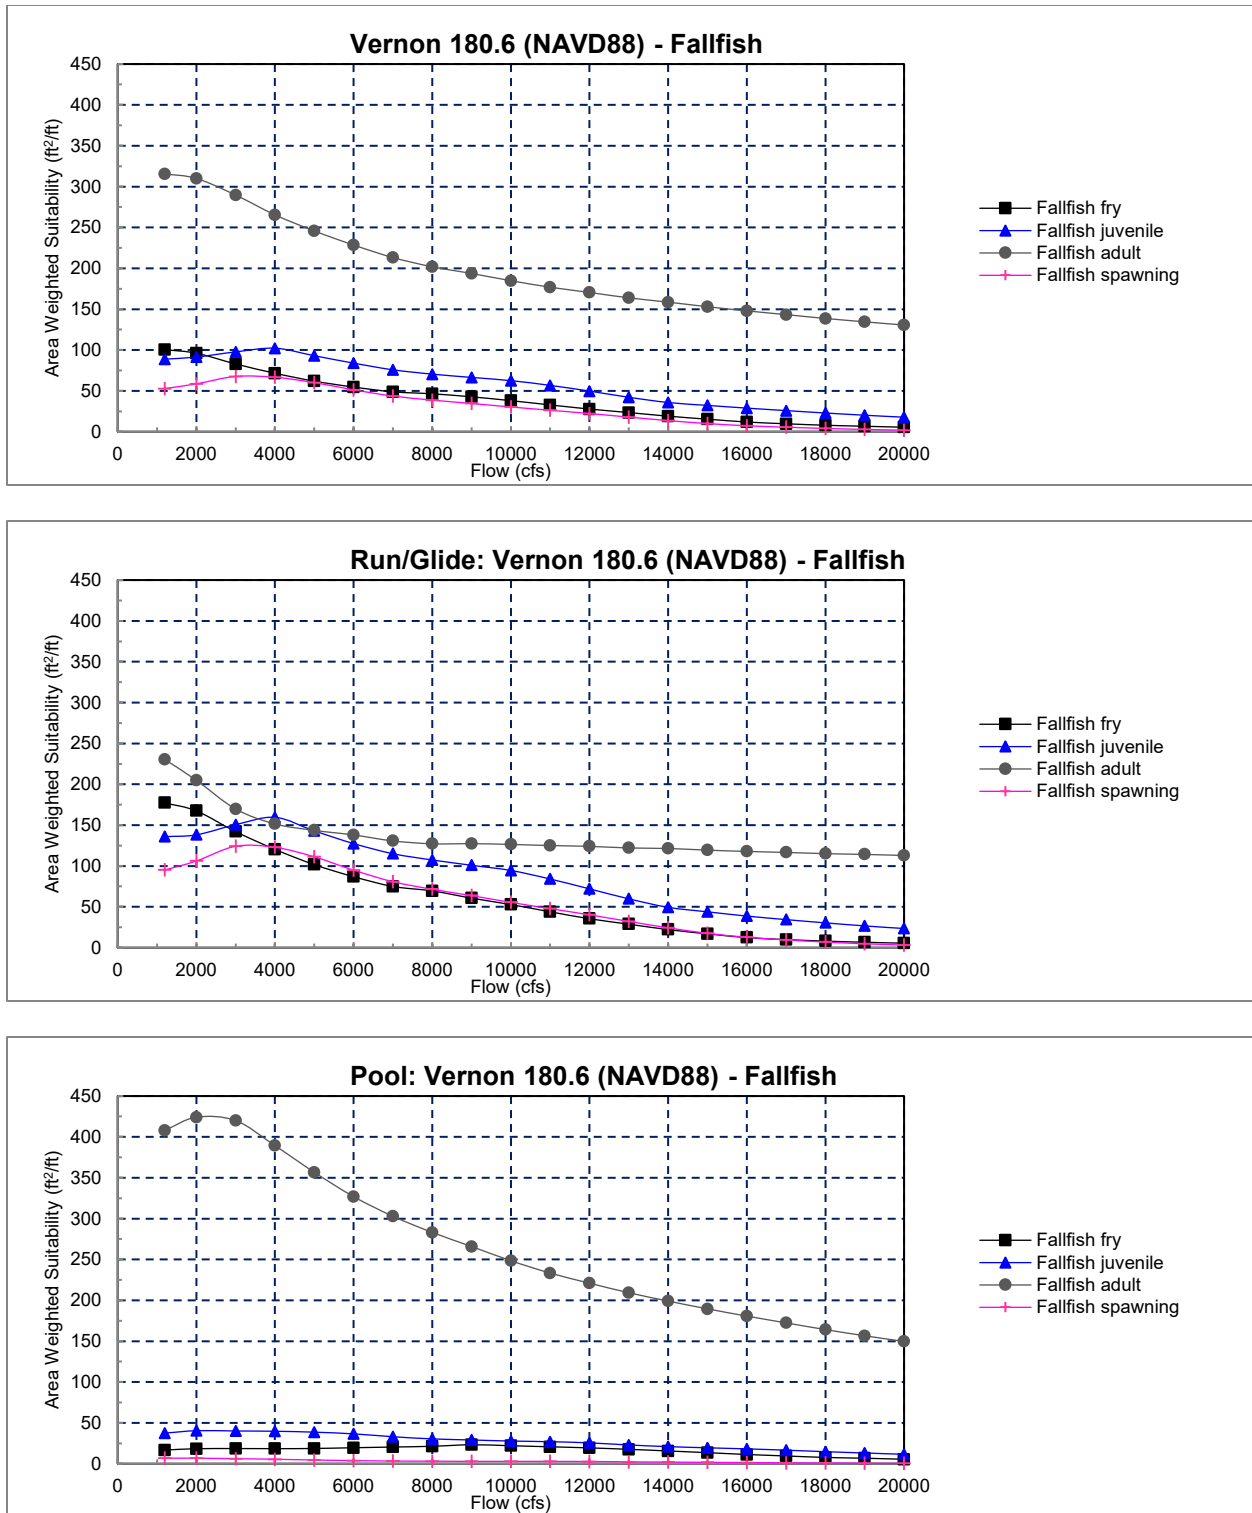 Vernon 180.6 (NAVD88) - Fallfish
Area Weighted Suitability (ft²/ft)
450
400
350
300
250
200
150
100
50
0
0 2000 4000 6000 8000 10000 12000 14000 16000 18000 20000
Flow (cfs)
Fallfish fry
Fallfish juvenile
Fallfish adult
Fallfish spawning
Run/Glide: Vernon 180.6 (NAVD88) - Fallfish
Area Weighted Suitability (ft²/ft)
450
400
350
300
250
200
150
100
50
0
0 2000 4000 6000 8000 10000 12000 14000 16000 18000 20000
Flow (cfs)
Fallfish fry
Fallfish juvenile
Fallfish adult
Fallfish spawning
Pool: Vernon 180.6 (NAVD88) - Fallfish
Area Weighted Suitability (ft²/ft)
450
400
350
300
250
200
150
100
50
0
0 2000 4000 6000 8000 10000 12000 14000 16000 18000 20000
Flow (cfs)
Fallfish fry
Fallfish juvenile
Fallfish adult
Fallfish spawning